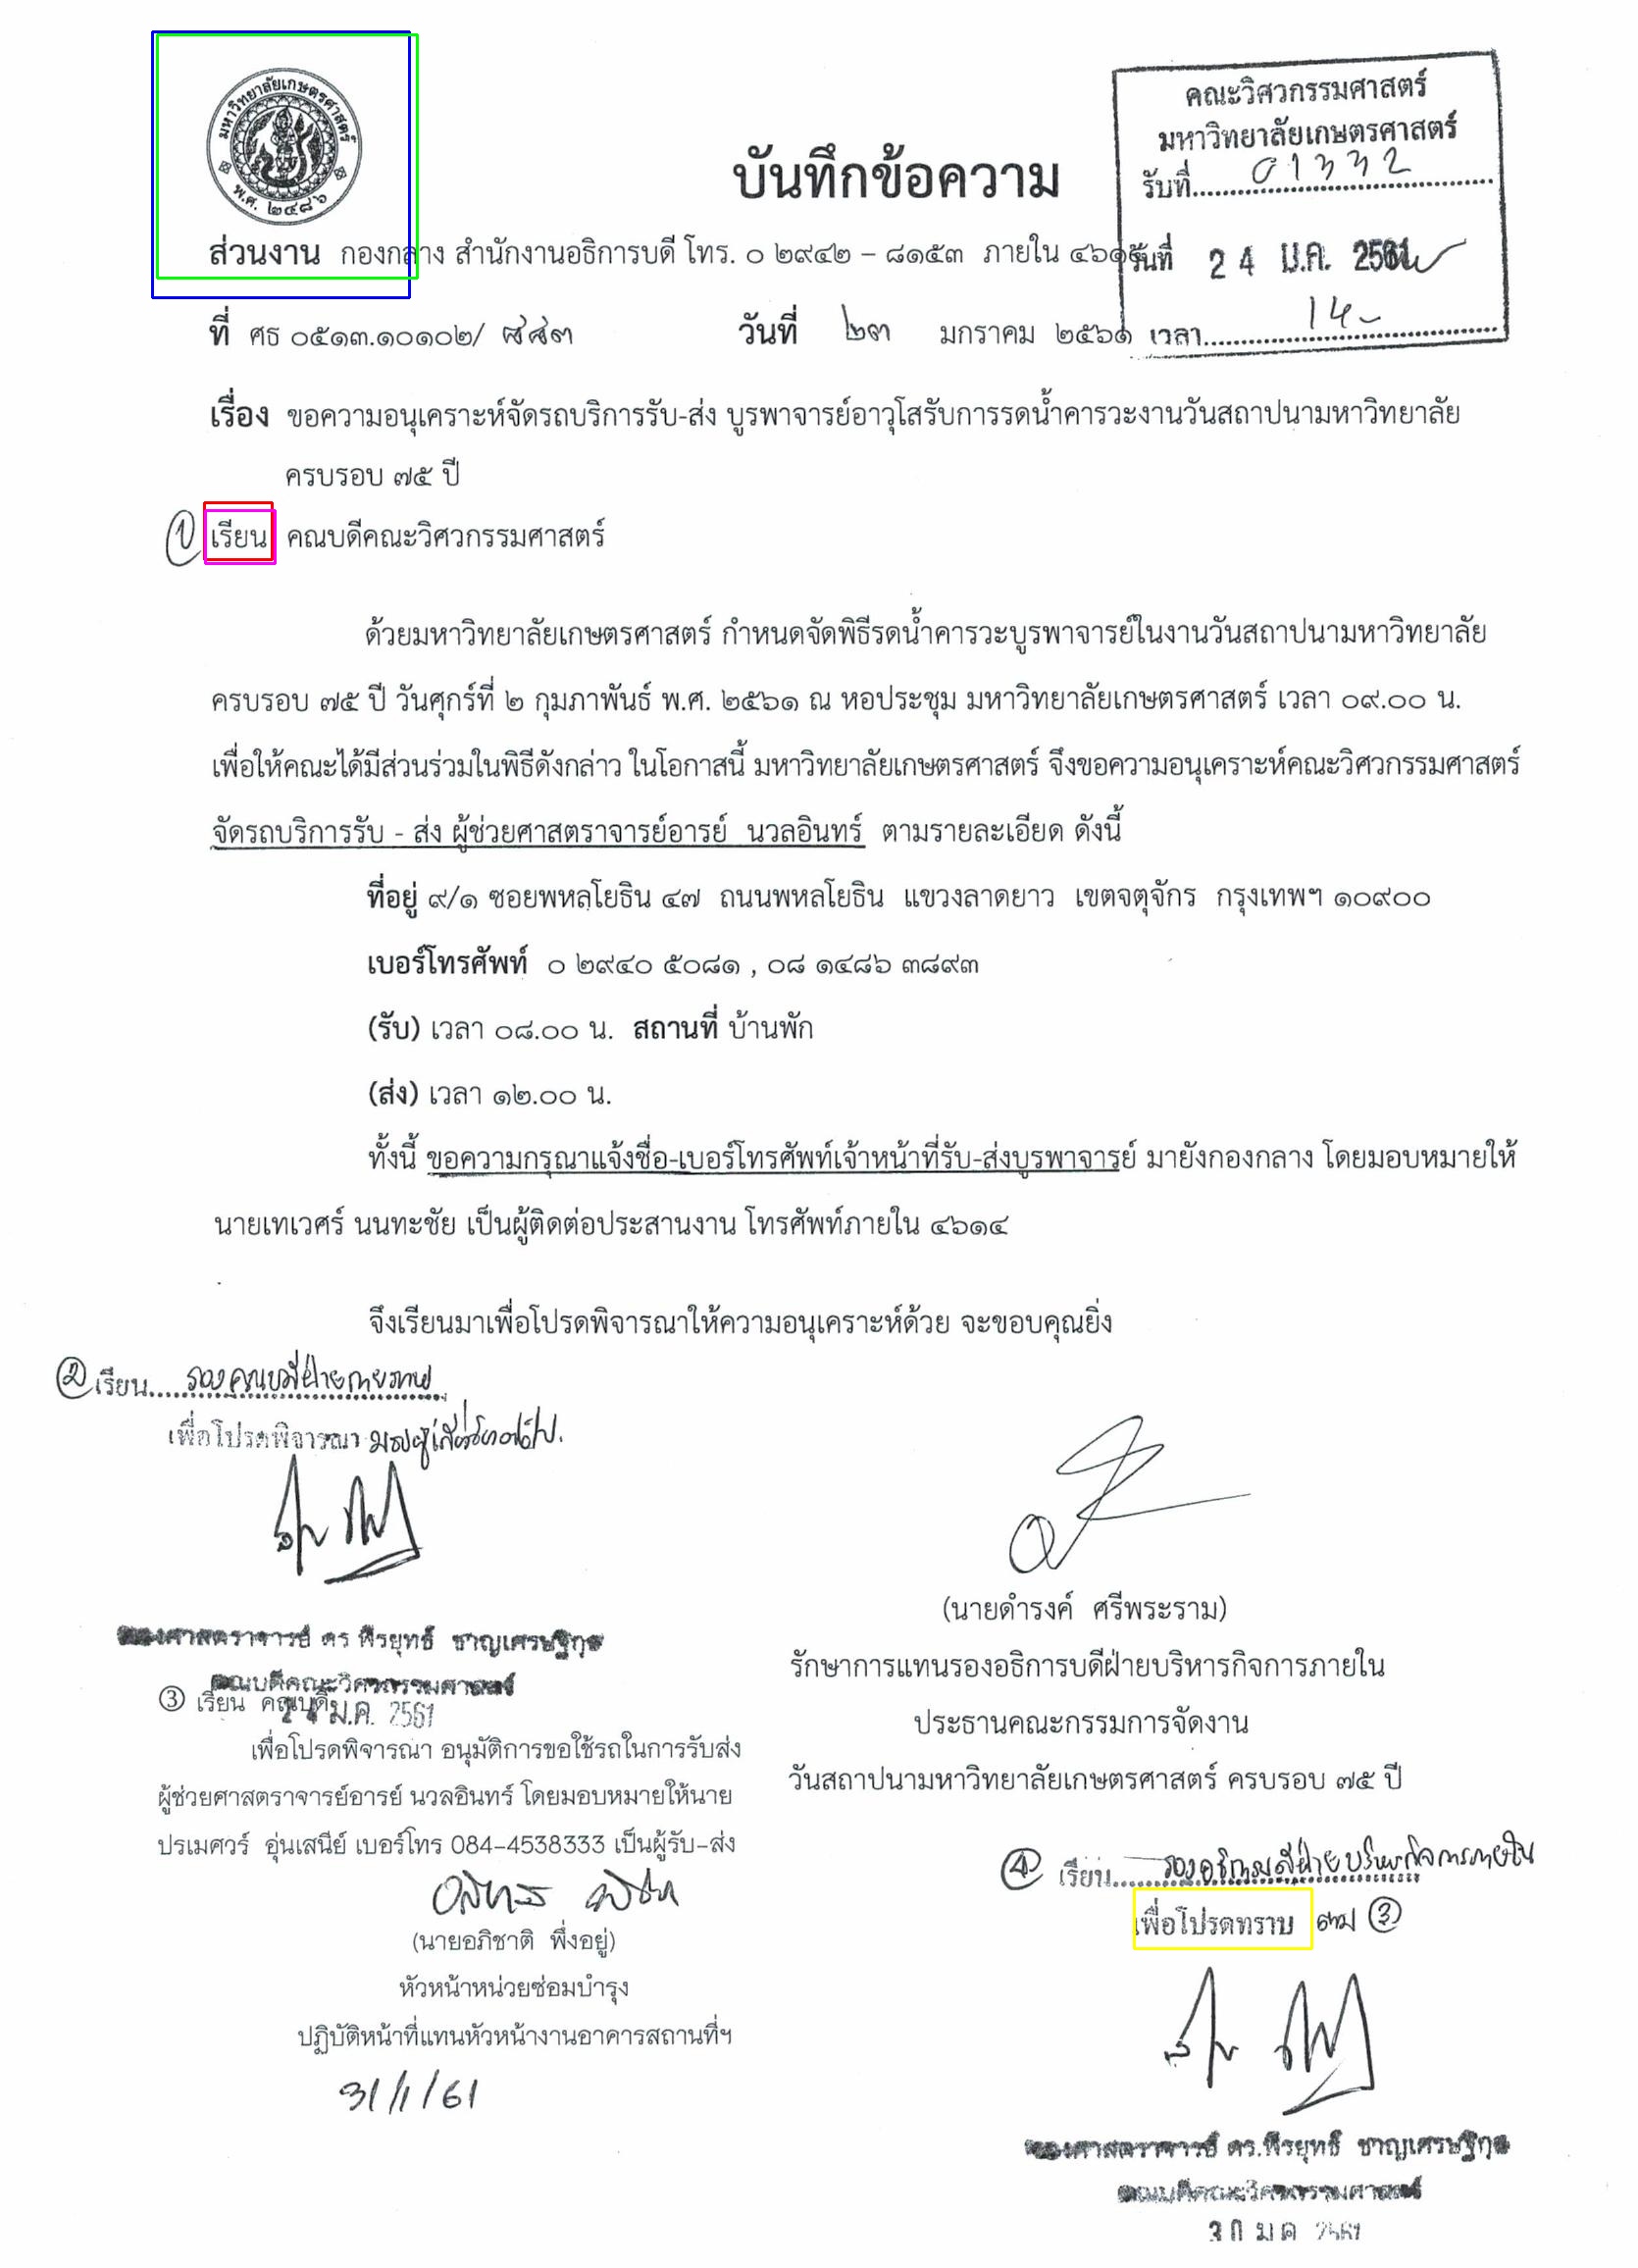 มหาวิทยาลัยเกษตรศาสตร์
พ.ศ. ๒๔๘๖
คณะวิศวกรรมศาสตร์
มหาวิทยาลัยเกษตรศาสตร์
รับที่ 01332
วันที่ 24 ม.ค. 2561
เวลา 14-
บันทึกข้อความ
ส่วนงาน กองกลาง สำนักงานอธิการบดี โทร. ๐ ๒๙๔๒ – ๘๑๕๓ ภายใน
ที่ ศธ ๐๕๑๓.๑๐๑๐๒/ ๘๘๓ วันที่ ๒๓ มกราคม ๒๕๖๑
เรื่อง ขอความอนุเคราะห์จัดรถบริการรับ-ส่ง บูรพาจารย์อาวุโสรับการรดน้ำคารวะงานวันสถาปนามหาวิทยาลัย
ครบรอบ ๗๕ ปี
① เรียน คณบดีคณะวิศวกรรมศาสตร์
ด้วยมหาวิทยาลัยเกษตรศาสตร์ กำหนดจัดพิธีรดน้ำคารวะบูรพาจารย์ในงานวันสถาปนามหาวิทยาลัย
ครบรอบ ๗๕ ปี วันศุกร์ที่ ๒ กุมภาพันธ์ พ.ศ. ๒๕๖๑ ณ หอประชุม มหาวิทยาลัยเกษตรศาสตร์ เวลา ๐๙.๐๐ น.
เพื่อให้คณะได้มีส่วนร่วมในพิธีดังกล่าว ในโอกาสนี้ มหาวิทยาลัยเกษตรศาสตร์ จึงขอความอนุเคราะห์คณะวิศวกรรมศาสตร์
จัดรถบริการรับ - ส่ง ผู้ช่วยศาสตราจารย์อารย์ นวลอินทร์ ตามรายละเอียด ดังนี้
ที่อยู่ ๙/๑ ซอยพหลโยธิน ๔๗ ถนนพหลโยธิน แขวงลาดยาว เขตจตุจักร กรุงเทพฯ ๑๐๙๐๐
เบอร์โทรศัพท์ ๐ ๒๙๔๐ ๕๐๘๑ , ๐๘ ๑๔๘๖ ๓๘๙๓
(รับ) เวลา ๐๘.๐๐ น. สถานที่ บ้านพัก
(ส่ง) เวลา ๑๒.๐๐ น.
ทั้งนี้ ขอความกรุณาแจ้งชื่อ-เบอร์โทรศัพท์เจ้าหน้าที่รับ-ส่งบูรพาจารย์ มายังกองกลาง โดยมอบหมายให้
นายเทเวศร์ นนทะชัย เป็นผู้ติดต่อประสานงาน โทรศัพท์ภายใน ๔๖๑๔
จึงเรียนมาเพื่อโปรดพิจารณาให้ความอนุเคราะห์ด้วย จะขอบคุณยิ่ง
② เรียน รองคณบดีฝ่ายกายภาพ
เพื่อโปรดพิจารณา
รองศาสตราจารย์ ดร พีรยุทธ์ ชาญเศรษฐิกุล
คณบดีคณะวิศวกรรมศาสตร์
24 ม.ค. 2561
(นายดำรงค์ ศรีพระราม)
รักษาการแทนรองอธิการบดีฝ่ายบริหารกิจการภายใน
ประธานคณะกรรมการจัดงาน
วันสถาปนามหาวิทยาลัยเกษตรศาสตร์ ครบรอบ ๗๕ ปี
③ เรียน คณบดี
เพื่อโปรดพิจารณา อนุมัติการขอใช้รถในการรับส่ง
ผู้ช่วยศาสตราจารย์อารย์ นวลอินทร์ โดยมอบหมายให้นาย
ปรเมศวร์ อุ่นเสนีย์ เบอร์โทร 084-4538333 เป็นผู้รับ-ส่ง
(นายอภิชาติ พึ่งอยู่)
หัวหน้าหน่วยซ่อมบำรุง
ปฏิบัติหน้าที่แทนหัวหน้างานอาคารสถานที่ฯ
31/1/61
④ เรียน รองอธิการบดีฝ่ายบริหารกิจการภายใน
เพื่อโปรดทราบ ตาม ③
รองศาสตราจารย์ ดร.พีรยุทธ์ ชาญเศรษฐิกุล
คณบดีคณะวิศวกรรมศาสตร์
30 ม ค 2561